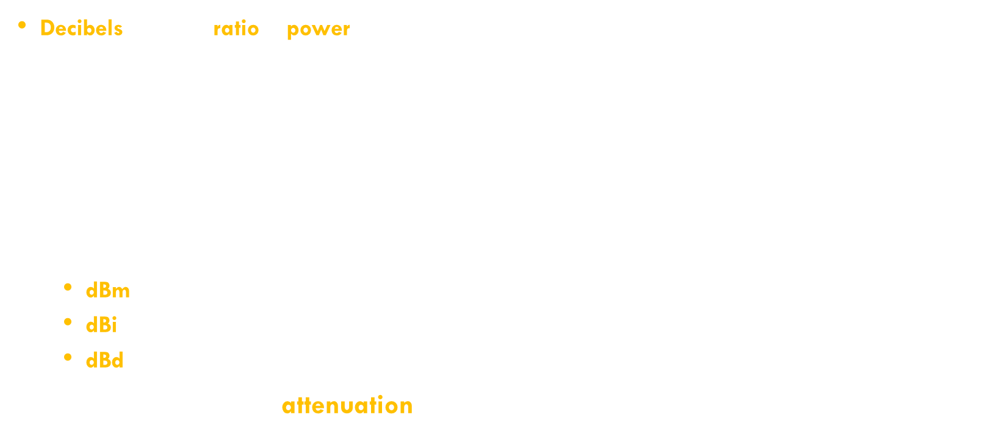 • Decibels ratio power
• dBm
• dBi
• dBd
attenuation